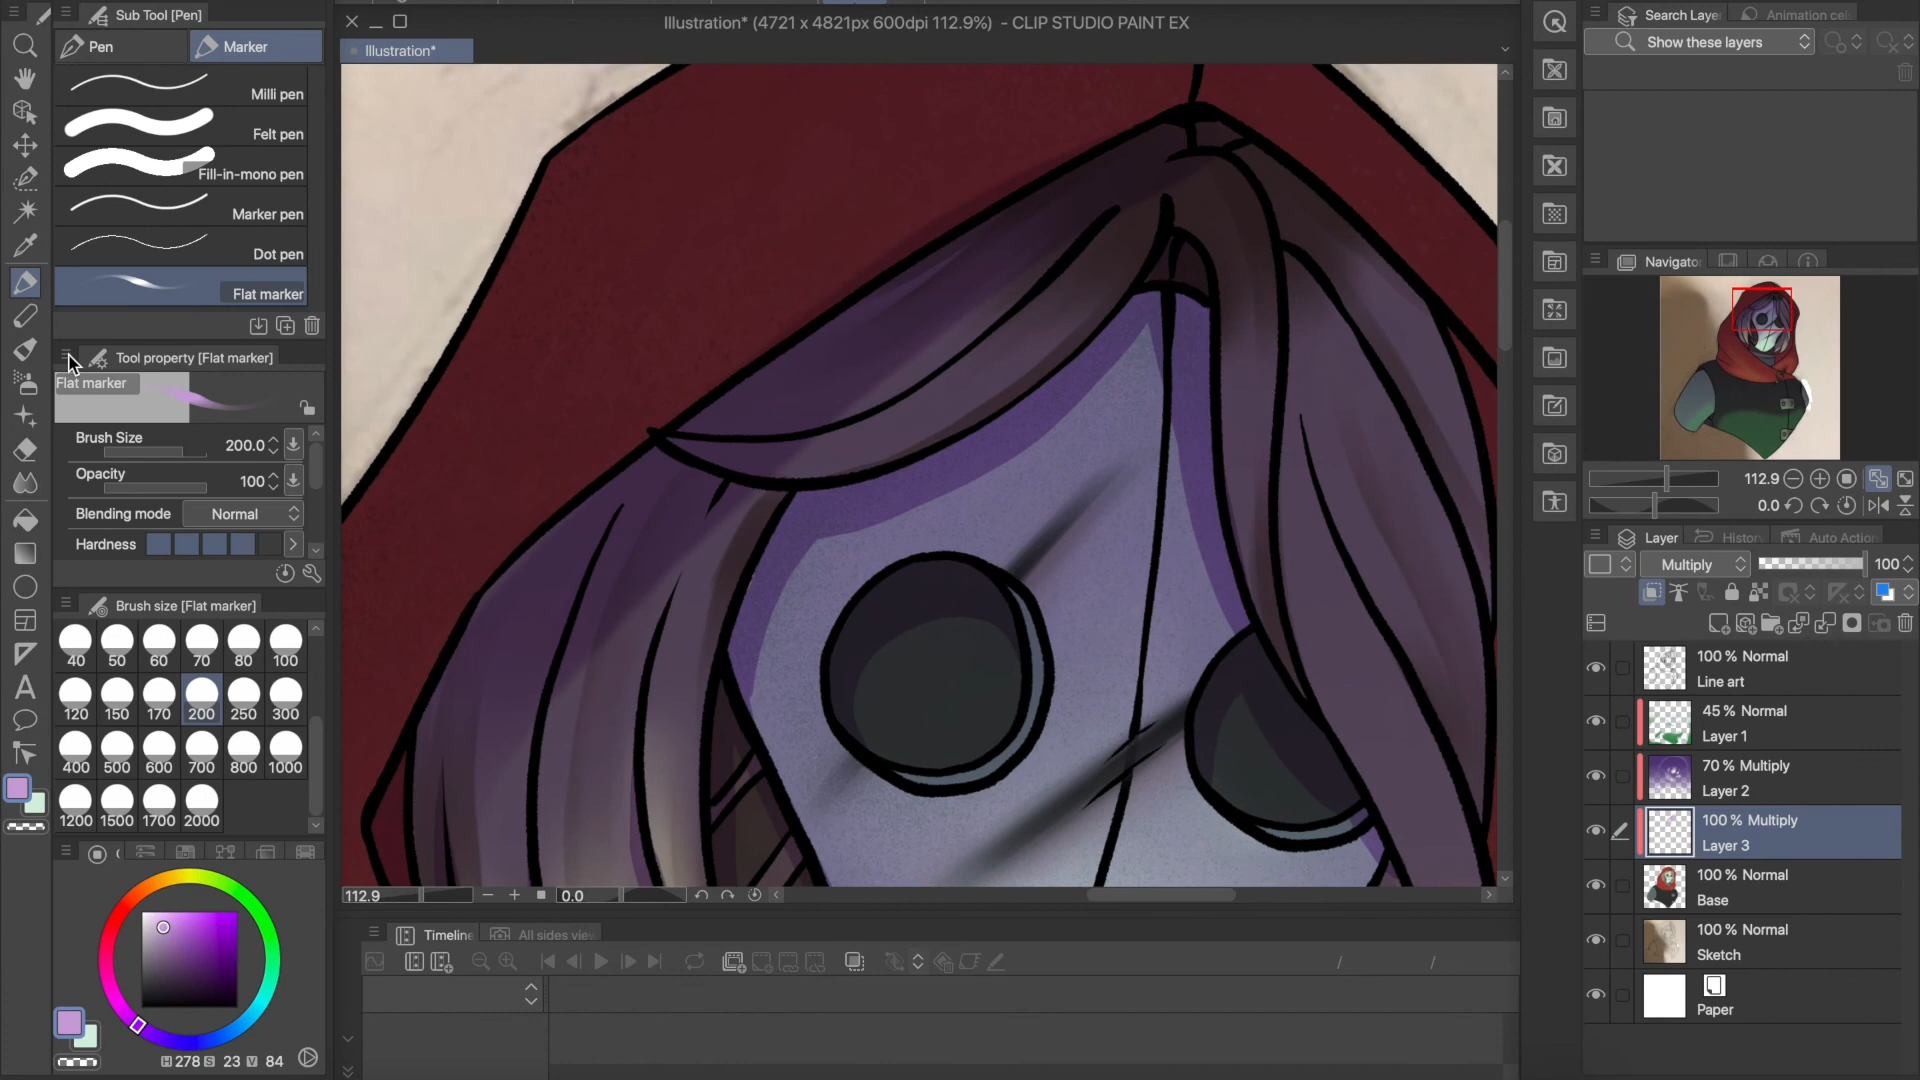 Sub Tool [Pen]
Pen
Marker
Milli pen
Felt pen
Fill-in-mono pen
Marker pen
Dot pen
Flat marker
Tool property [Flat marker]
Flat marker
Brush Size 200.0
Opacity 100
Blending mode Normal
Hardness
Brush size [Flat marker]
40 50 60 70 80 100
120 150 170 200 250 300
400 500 600 700 800 1000
1200 1500 1700 2000
H 278 S 23 V 84
Illustration* (4721 x 4821px 600dpi 112.9%) - CLIP STUDIO PAINT EX
Illustration*
112.9
0.0
Timeline
All sides view
/ /
Search Laye
Animation cel
Show these layers
Navigato
112.9
0.0
Layer
History
Auto Action
Multiply
100
100 % Normal
Line art
45 % Normal
Layer 1
70 % Multiply
Layer 2
100 % Multiply
Layer 3
100 % Normal
Base
100 % Normal
Sketch
Paper